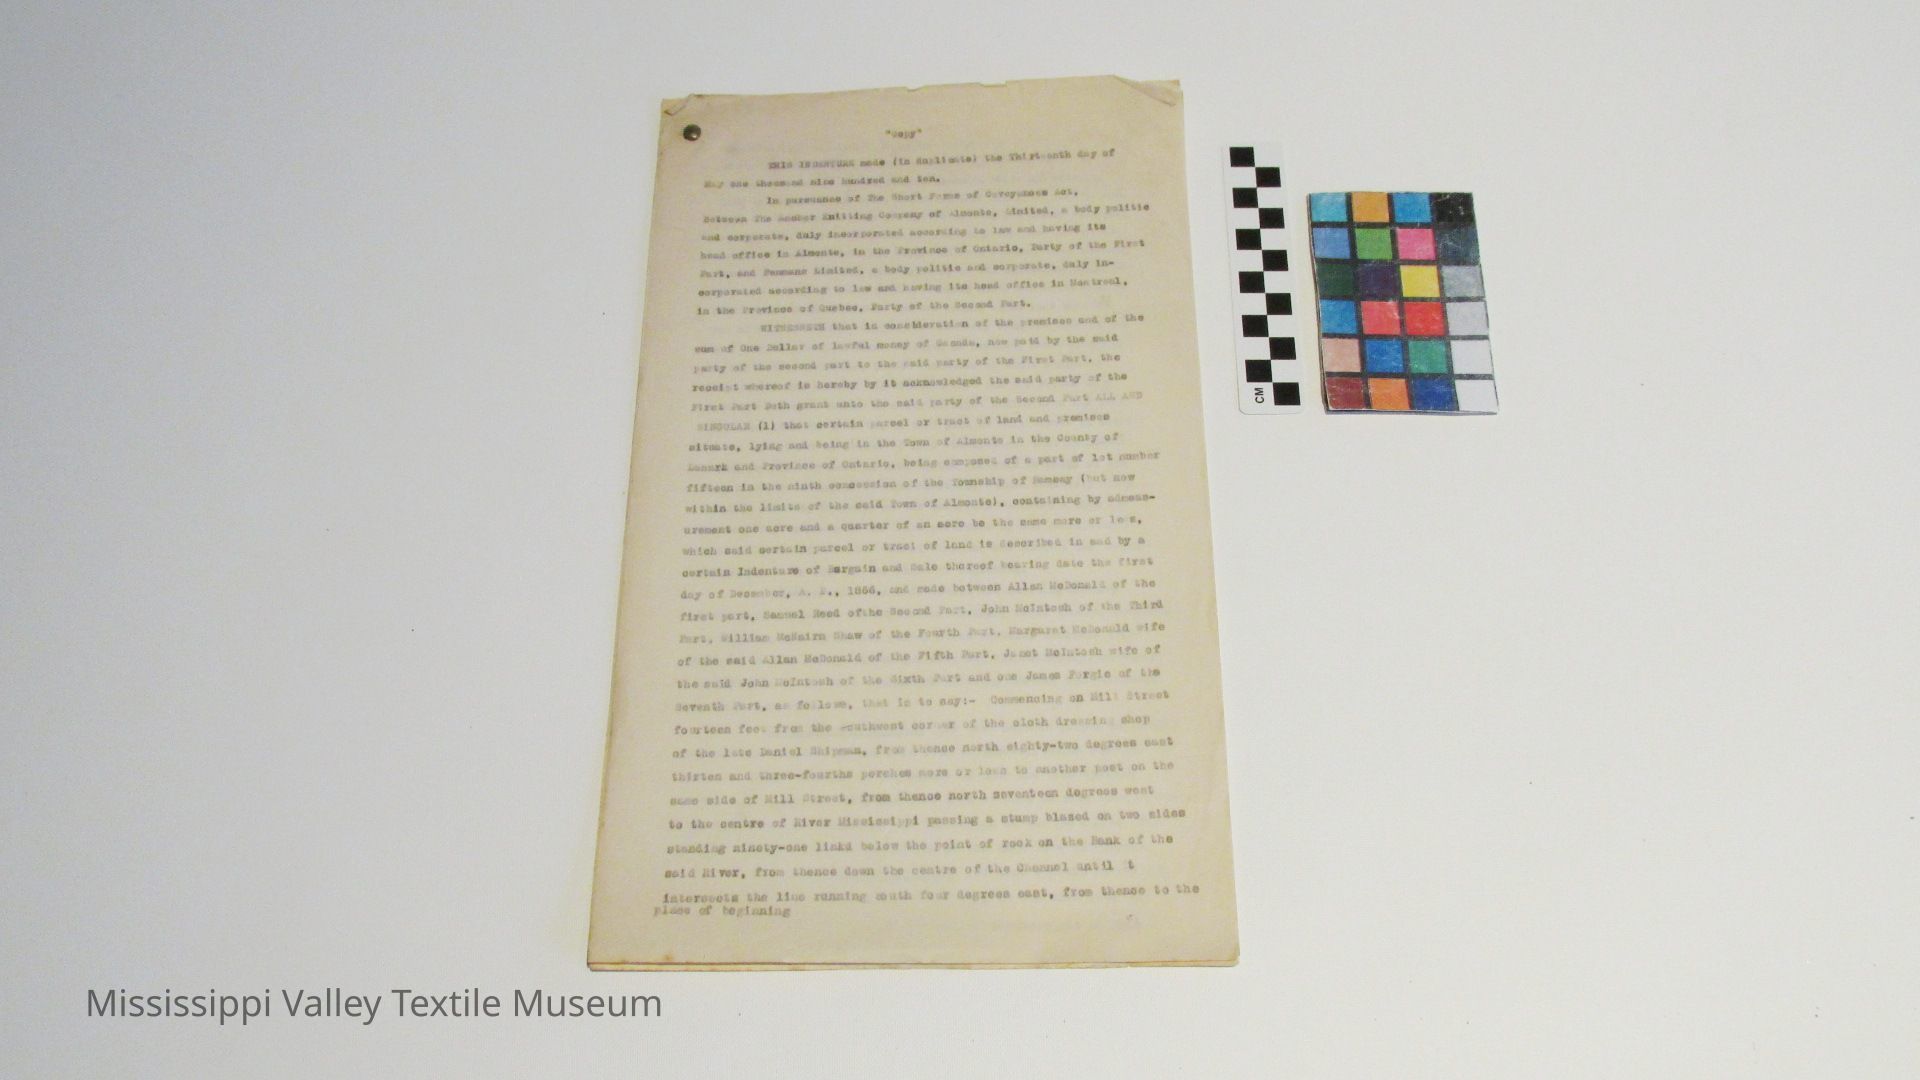 "Copy"
THIS INDENTURE made (in duplicate) the Thirteenth day of
May one thousand nine hundred and ten.
In pursuance of The Short Forms of Coveyances Act,
Between The Anchor Knitting Company of Almonte, Limited, a body politic
and corporate, duly incorporated according to law and having its
head office in Almonte, in the Province of Ontario, Party of the First
Part, and Penmans Limited, a body politic and corporate, duly in-
corporated according to law and having its head office in Montreal,
in the Province of Quebec, Party of the Second Part.
WITNESSETH that in consideration of the premises and of the
sum of One Dollar of lawful money of Canada, now paid by the said
party of the second part to the said party of the First Part, the
receipt whereof is hereby by it acknowledged the said party of the
First Part Doth grant unto the said party of the Second Part ALL AND
SINGULAR (1) that certain parcel or tract of land and premises
situate, lying and being in the Town of Almonte in the County of
Lanark and Province of Ontario, being composed of a part of lot number
fifteen in the ninth concession of the Township of Ramsay (but now
within the limits of the said Town of Almonte), containing by admeas-
urement one acre and a quarter of an acre be the same more or less,
which said certain parcel or tract of land is described in and by a
certain Indenture of Bargain and Sale thereof bearing date the first
day of December, A. D., 1866, and made between Allan McDonald of the
first part, Samuel Reed ofthe Second Part, John McIntosh of the Third
Part, William McNairn Shaw of the Fourth Part, Margaret McDonald wife
of the said Allan McDonald of the Fifth Part, Janet McIntosh wife of
the said John McIntosh of the Sixth Part and one James Forgie of the
Seventh Part, as follows, that is to say:- Commencing on Mill Street
fourteen feet from the southwest corner of the cloth dressing shop
of the late Daniel Shipman, from thence north eighty-two degrees east
thirten and three-fourths perches more or less to another post on the
same side of Mill Street, from thence north seventeen degrees west
to the centre of River Mississippi passing a stump blazed on two sides
standing ninety-one linkd below the point of rock on the Bank of the
said River, from thence down the centre of the Channel until it
intersects the line running south four degrees east, from thence to the
place of beginning
CM
Mississippi Valley Textile Museum